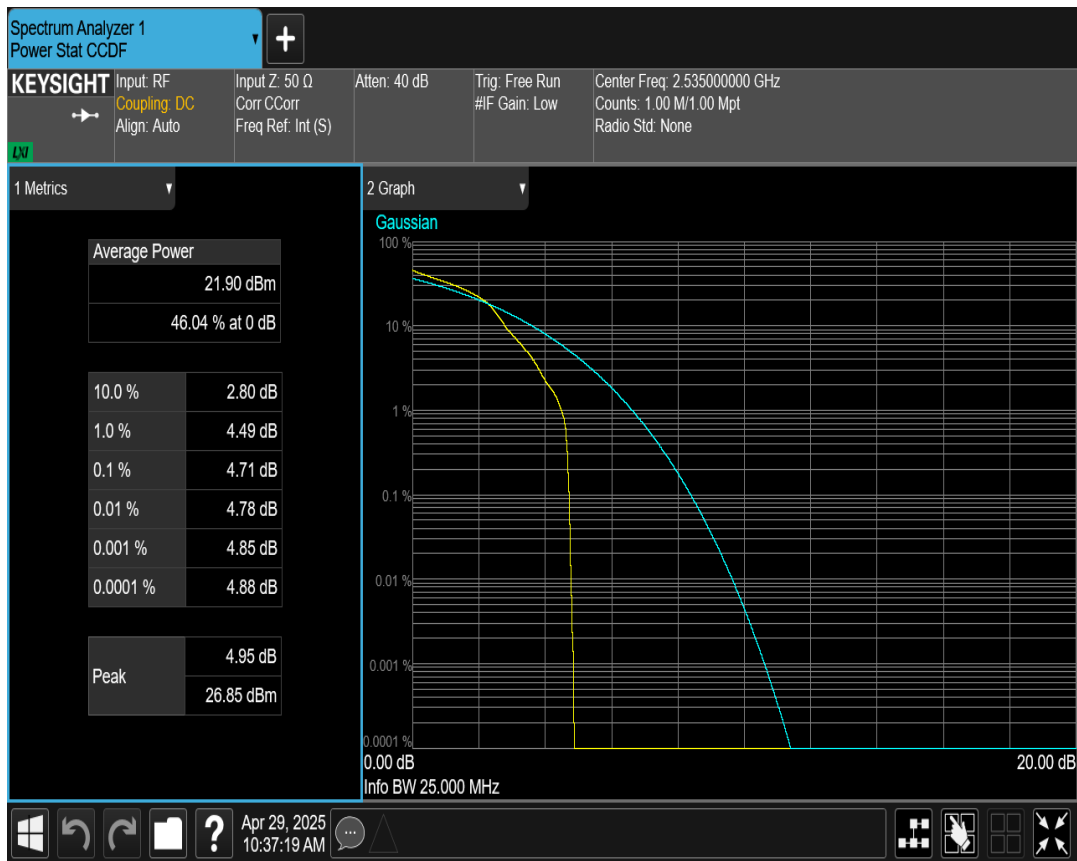 Spectrum Analyzer 1
Power Stat CCDF
KEYSIGHT
Input: RF
Coupling: DC
Align: Auto
Input Z: 50 Ω
Corr CCorr
Freq Ref: Int (S)
Atten: 40 dB
Trig: Free Run
#IF Gain: Low
Center Freq: 2.535000000 GHz
Counts: 1.00 M/1.00 Mpt
Radio Std: None
LXI
1 Metrics
Average Power
21.90 dBm
46.04 % at 0 dB
10.0 % 2.80 dB
1.0 % 4.49 dB
0.1 % 4.71 dB
0.01 % 4.78 dB
0.001 % 4.85 dB
0.0001 % 4.88 dB
Peak
4.95 dB
26.85 dBm
2 Graph
Gaussian
100 %
10 %
1 %
0.1 %
0.01 %
0.001 %
0.0001 %
0.00 dB 20.00 dB
Info BW 25.000 MHz
Apr 29, 2025
10:37:19 AM